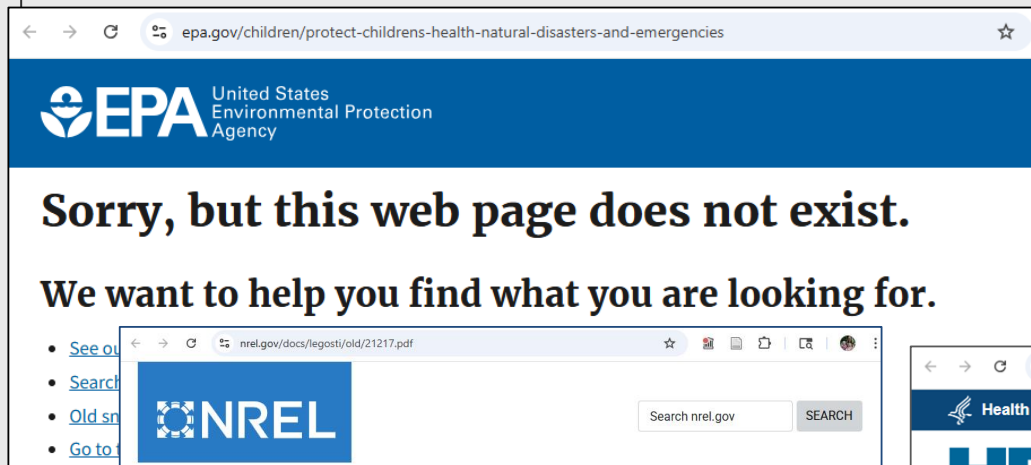 epa.gov/children/protect-childrens-health-natural-disasters-and-emergencies
EPA
United States
Environmental Protection
Agency
Sorry, but this web page does not exist.
We want to help you find what you are looking for.
See
Search
Old
Go to
nrel.gov/docs/legosti/old/21217.pdf
NREL
Search nrel.gov
SEARCH
Health